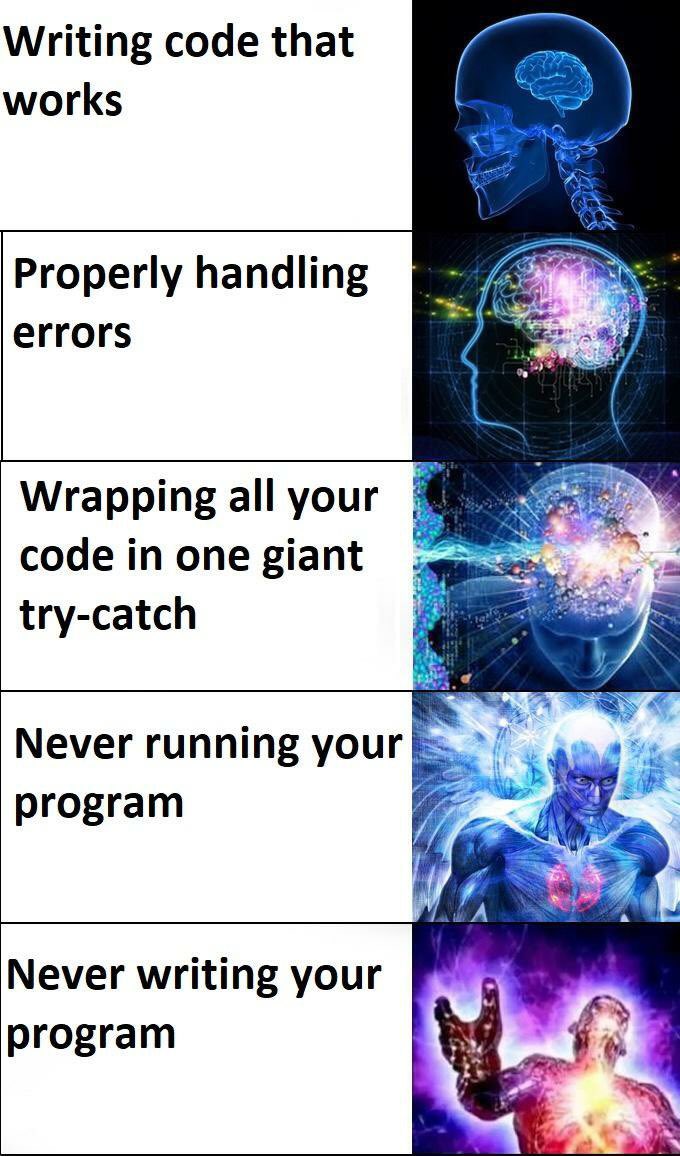 Writing code that
works
Properly handling
errors
Wrapping all your
code in one giant
try-catch
Never running your
program
Never writing your
program